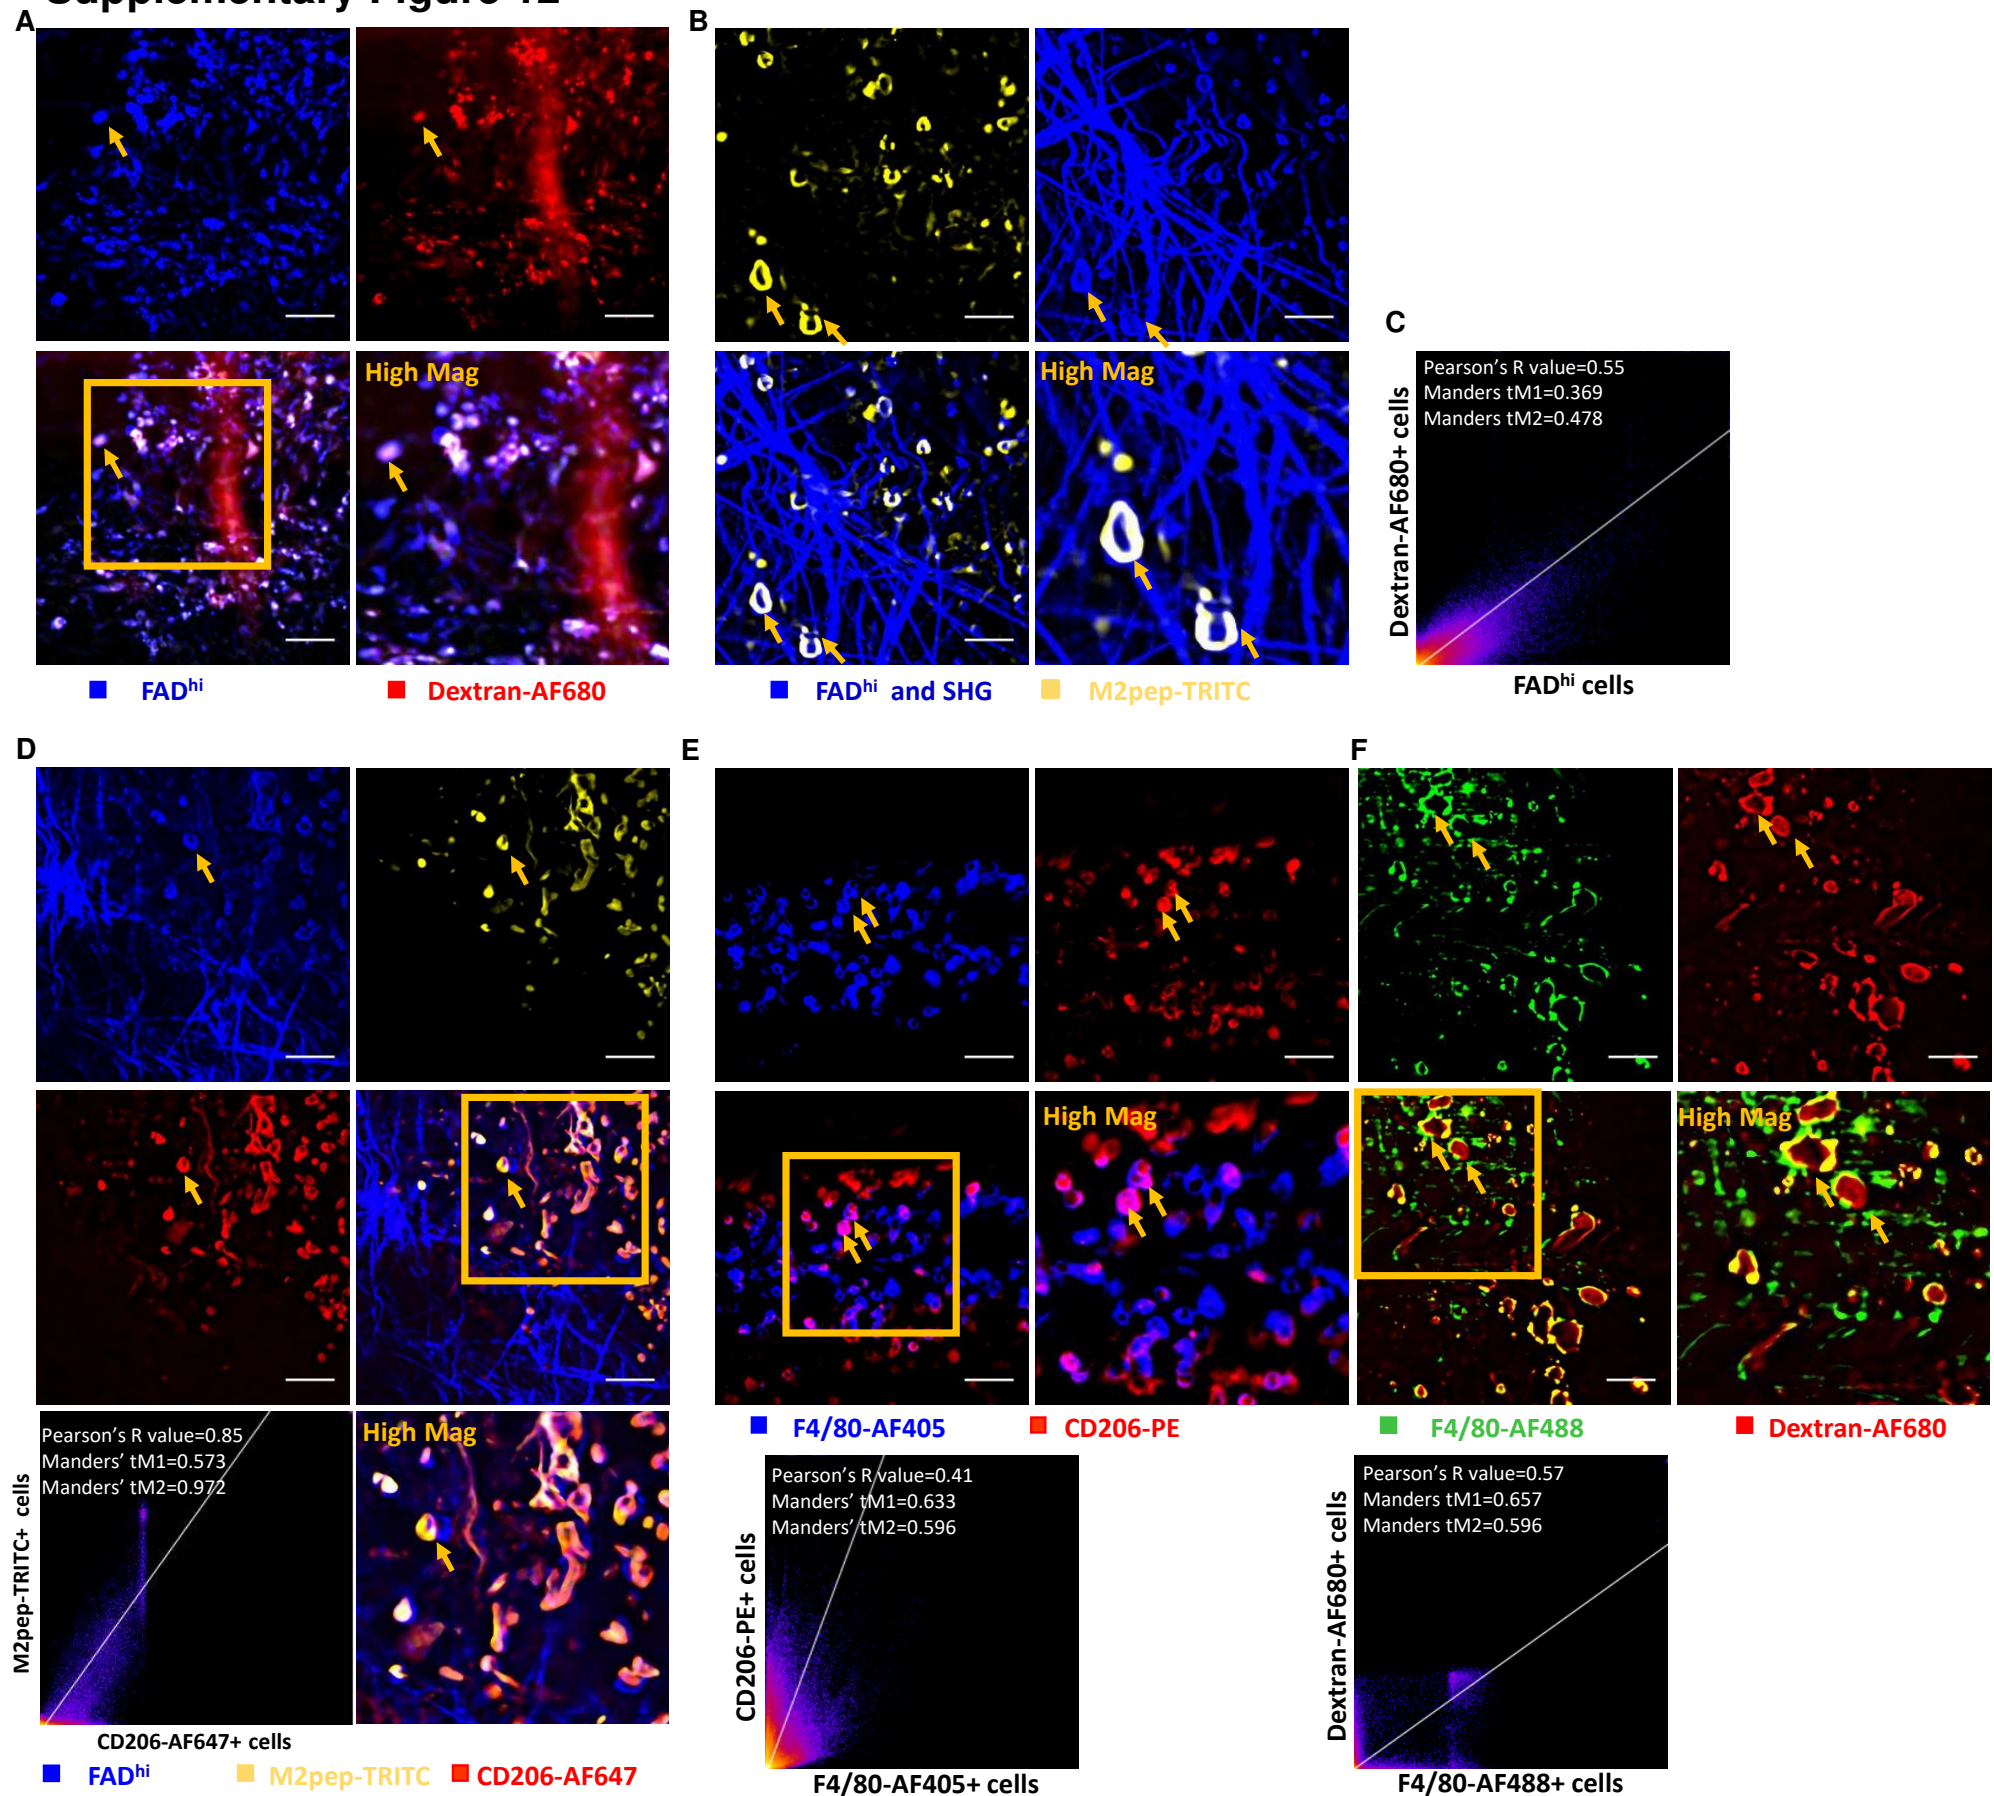 A
B
High Mag
High Mag
FADhi
Dextran-AF680
FADhi and SHG
M2pep-TRITC
C
Pearson's R value=0.55
Manders tM1=0.369
Manders tM2=0.478
Dextran-AF680+ cells
FADhi cells
D
E
F
High Mag
High Mag
F4/80-AF405
CD206-PE
F4/80-AF488
Dextran-AF680
Pearson's R value=0.85
Manders' tM1=0.573
Manders' tM2=0.972
M2pep-TRITC+ cells
CD206-AF647+ cells
High Mag
FADhi
M2pep-TRITC
CD206-AF647
Pearson's R value=0.41
Manders' tM1=0.633
Manders' tM2=0.596
CD206-PE+ cells
F4/80-AF405+ cells
Pearson's R value=0.57
Manders tM1=0.657
Manders tM2=0.596
Dextran-AF680+ cells
F4/80-AF488+ cells